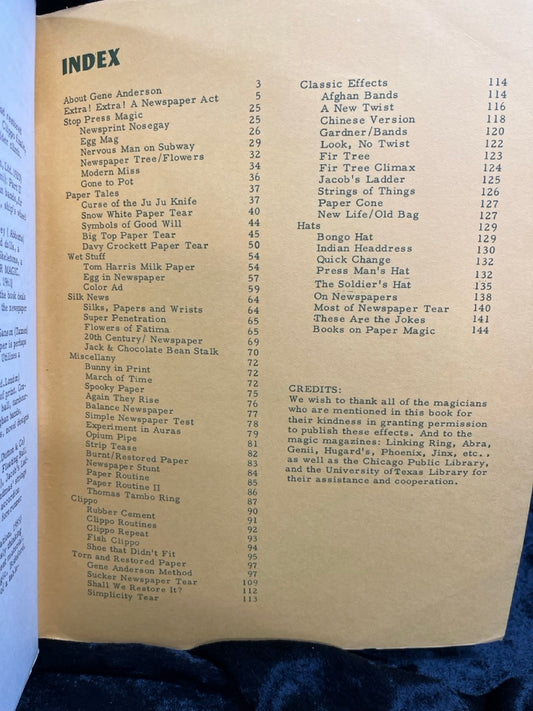 INDEX
About Gene Anderson 3
Extra! Extra! A Newspaper Act 5
Stop Press Magic 25
Newsprint Nosegay 25
Egg Mag 26
Nervous Man on Subway 29
Newspaper Tree/Flowers 32
Modern Miss 34
Gone to Pot 36
Paper Tales 37
Curse of the Ju Ju Knife 37
Snow White Paper Tear 40
Symbols of Good Will 44
Big Top Paper Tear 45
Davy Crockett Paper Tear 50
Wet Stuff 54
Tom Harris Milk Paper 54
Egg in Newspaper 57
Color Ad 59
Silk News 64
Silks, Papers and Wrists 64
Super Penetration 65
Flowers of Fatima 65
20th Century/ Newspaper 69
Jack & Chocolate Bean Stalk 70
Miscellany 72
Bunny in Print 72
March of Time 72
Spooky Paper 75
Again They Rise 75
Balance Newspaper 76
Simple Newspaper Test 77
Experiment in Auras 78
Opium Pipe 79
Strip Tease 81
Burnt/Restored Paper 82
Newspaper Stunt 84
Paper Routine 85
Paper Routine II 86
Thomas Tambo Ring 87
Clippo 90
Rubber Cement 91
Clippo Routines 92
Clippo Repeat 93
Fish Clippo 94
Shoe that Didn't Fit 95
Torn and Restored Paper 97
Gene Anderson Method 97
Sucker Newspaper Tear 109
Shall We Restore It? 112
Simplicity Tear 113
Classic Effects 114
Afghan Bands 114
A New Twist 116
Chinese Version 118
Gardner/Bands 120
Look, No Twist 122
Fir Tree 123
Fir Tree Climax 124
Jacob's Ladder 125
Strings of Things 126
Paper Cone 127
New Life/Old Bag 127
Hats 129
Bongo Hat 129
Indian Headdress 130
Quick Change 132
Press Man's Hat 132
The Soldier's Hat 135
On Newspapers 138
Most of Newspaper Tear 140
These Are the Jokes 141
Books on Paper Magic 144
CREDITS:
We wish to thank all of the magicians
who are mentioned in this book for
their kindness in granting permission
to publish these effects. And to the
magic magazines: Linking Ring, Abra,
Genii, Hugard's, Phoenix, Jinx, etc..
as well as the Chicago Public Library,
and the University of Texas Library for
their assistance and cooperation.